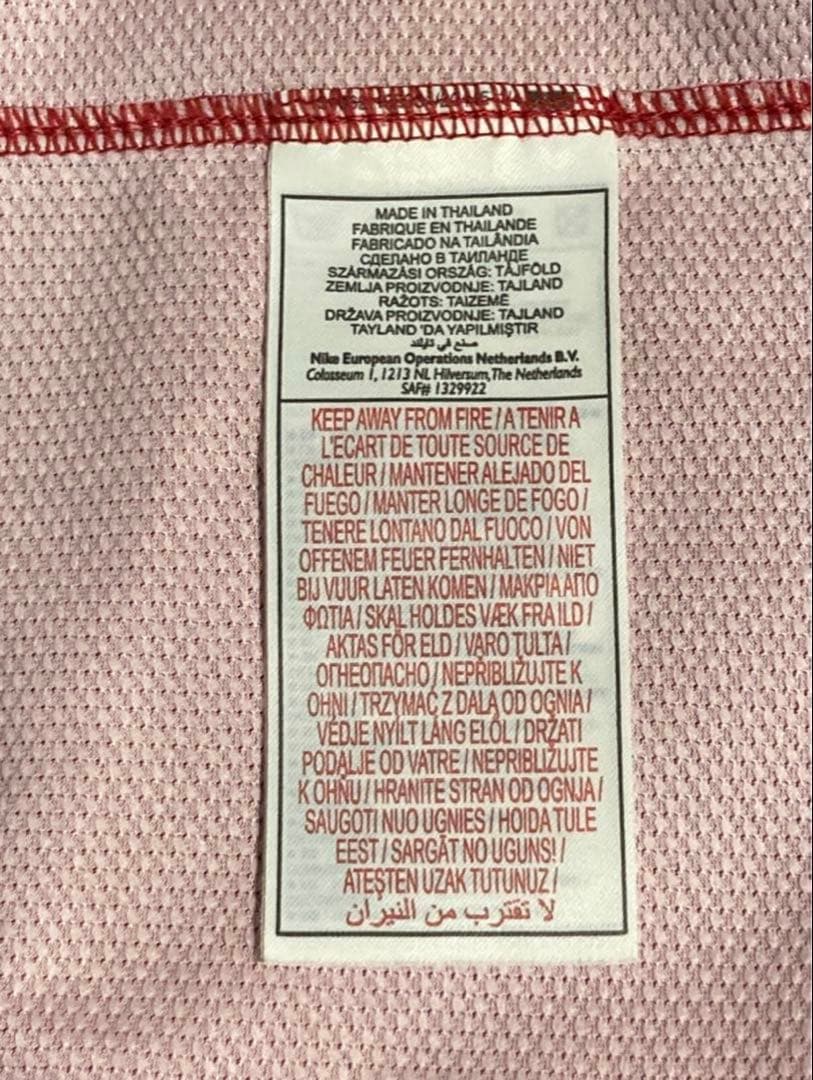 MADE IN THAILAND
FABRIQUE EN THAILANDE
FABRICADO NA TAILÂNDIA
СДЕЛАНО В ТАИЛАНДЕ
SZÁRMAZÁSI ORSZÁG: TÁJFÖLD
ZEMLJA PROIZVODNJE: TAJLAND
RAŽOTS: TAIZEMĒ
DRŽAVA PROIZVODNJE: TAJLAND
TAYLAND 'DA YAPILMIŞTIR
صنع في تايلند
Nike European Operations Netherlands B.V.
Colosseum 1, 1213 NL Hilversum, The Netherlands
SAF# 1329922
KEEP AWAY FROM FIRE / A TENIR A
L'ECART DE TOUTE SOURCE DE
CHALEUR / MANTENER ALEJADO DEL
FUEGO / MANTER LONGE DE FOGO /
TENERE LONTANO DAL FUOCO / VON
OFFENEM FEUER FERNHALTEN / NIET
BIJ VUUR LATEN KOMEN / ΜΑΚΡΙΑ ΑΠΟ
ΦΩΤΙΑ / SKAL HOLDES VÆK FRA ILD /
AKTAS FÖR ELD / VARO TULTA /
ОГНЕОПАСНО / NEPŘIBLIŽUJTE K
OHNI / TRZYMAĆ Z DALA OD OGNIA /
VÉDJE NYÍLT LÁNG ELŐL / DRŽATI
PODALJE OD VATRE / NEPRIBLIŽUJTE
K OHŇU / HRANITE STRAN OD OGNJA /
SAUGOTI NUO UGNIES / HOIDA TULE
EEST / SARGĀT NO UGUNS! /
ATEŞTEN UZAK TUTUNUZ /
لا تقترب من النيران